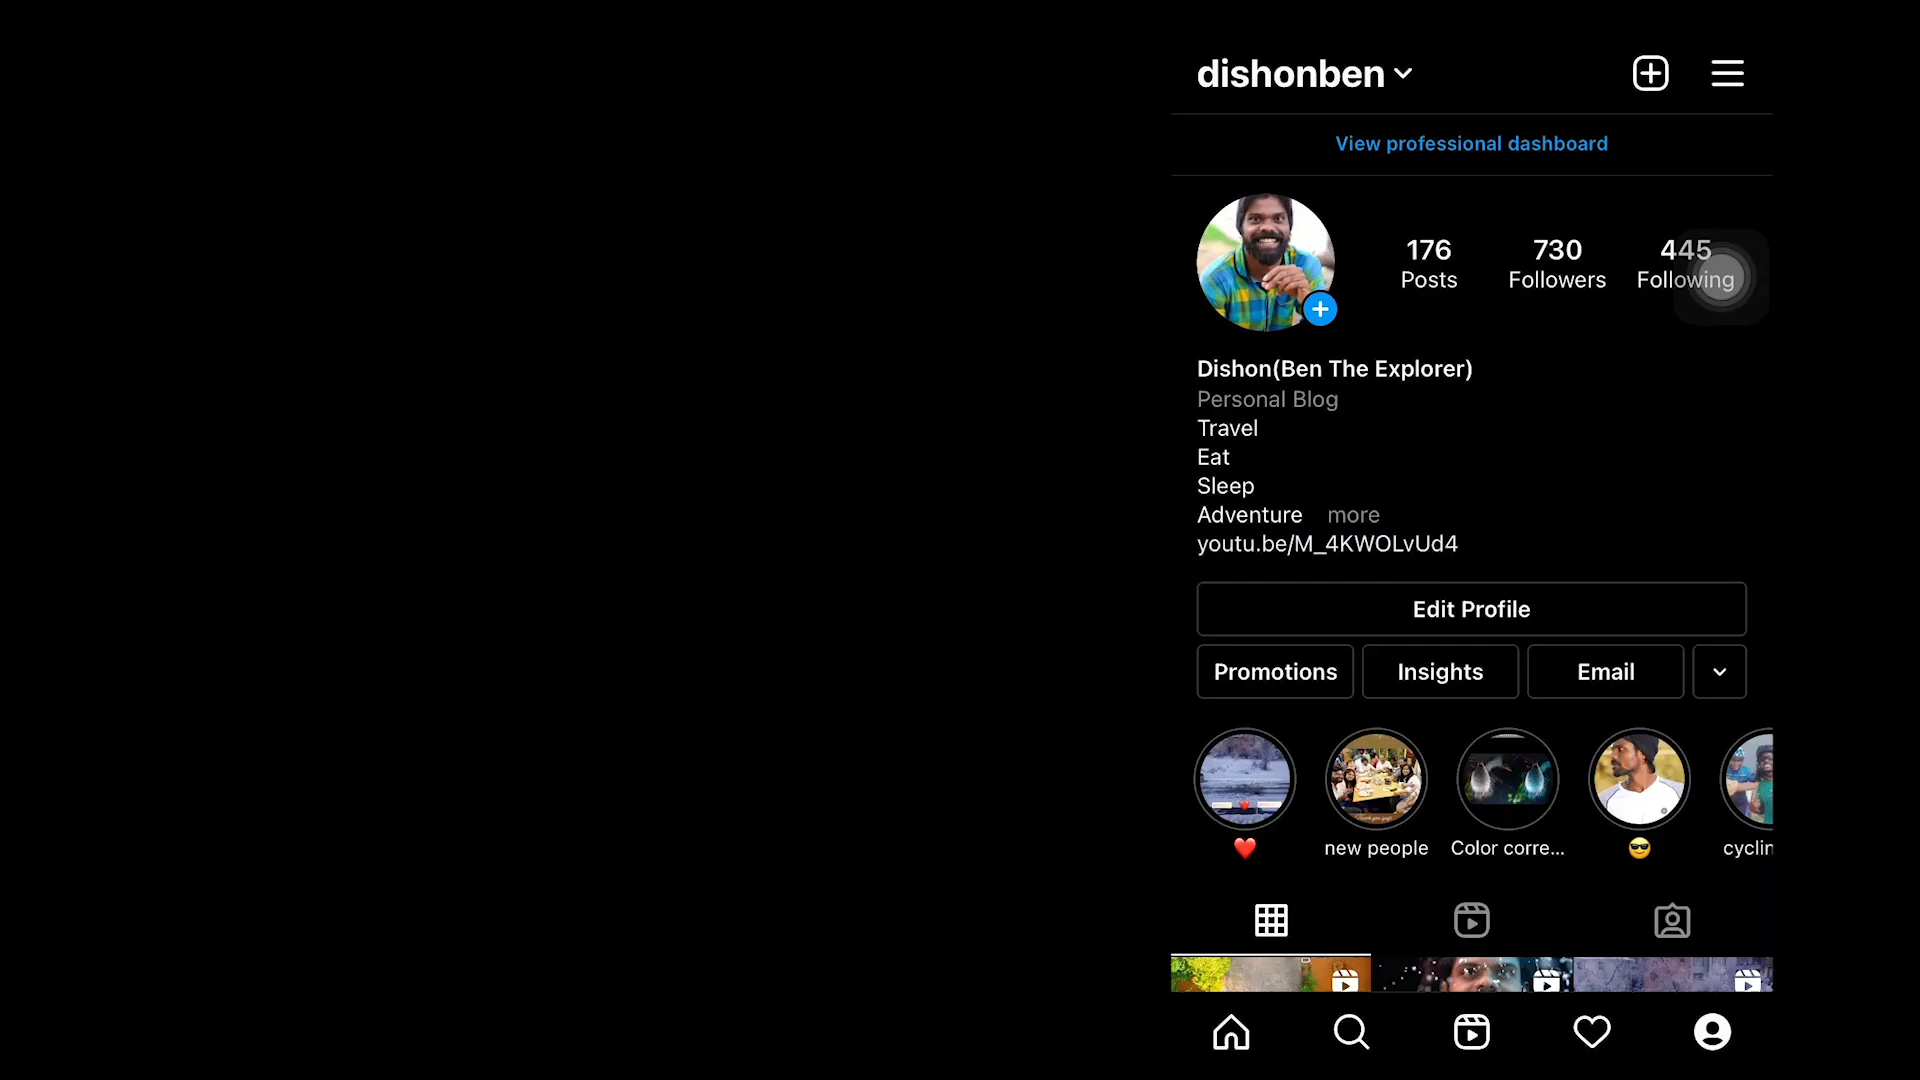 dishonben
View professional dashboard
176
Posts
730
Followers
445
Following
Dishon(Ben The Explorer)
Personal Blog
Travel
Eat
Sleep
Adventure more
youtu.be/M_4KWOLvUd4
Edit Profile
Promotions
Insights
Email
new people
Color corre...
cyclin